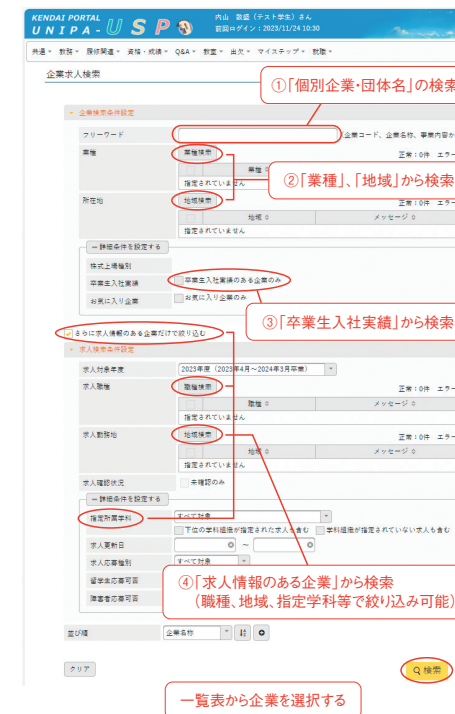 KENDAI PORTAL
UNIPA-USP
内山 敦盛（テスト学生）さん
前回ログイン：2023/11/24 10:30
共通 教務 履修関連 資格・成績 Q&A 教室 出欠 マイステップ 就職
企業求人検索
①「個別企業・団体名」の検索
企業検索条件設定
フリーワード
企業コード、企業名称、事業内容か
業種
業種検索
正常：0件 エラー
業種
指定されていません
②「業種」、「地域」から検索
所在地
地域検索
正常：0件 エラー
地域 メッセージ
指定されていません
ー詳細条件を設定する
株式上場種別
卒業生入社実績
卒業生入社実績のある企業のみ
お気に入り企業
お気に入り企業のみ
③「卒業生入社実績」から検索
さらに求人情報のある企業だけで絞り込む
求人検索条件設定
求人対象年度
2023年度（2023年4月～2024年3月卒業）
求人職種
職種検索
正常：0件 エラー
職種 メッセージ
指定されていません
求人勤務地
地域検索
正常：0件 エラー
地域 メッセージ
指定されていません
求人確認状況
未確認のみ
ー詳細条件を設定する
指定所属学科
すべて対象
下位の学科組織が指定された求人も含む 学科組織が指定されていない求人も含む
求人更新日
～
求人応募種別
すべて対象
留学生応募可否
障害者応募可否
④「求人情報のある企業」から検索
（職種、地域、指定学科等で絞り込み可能）
並び順
企業名称
クリア
検索
一覧表から企業を選択する